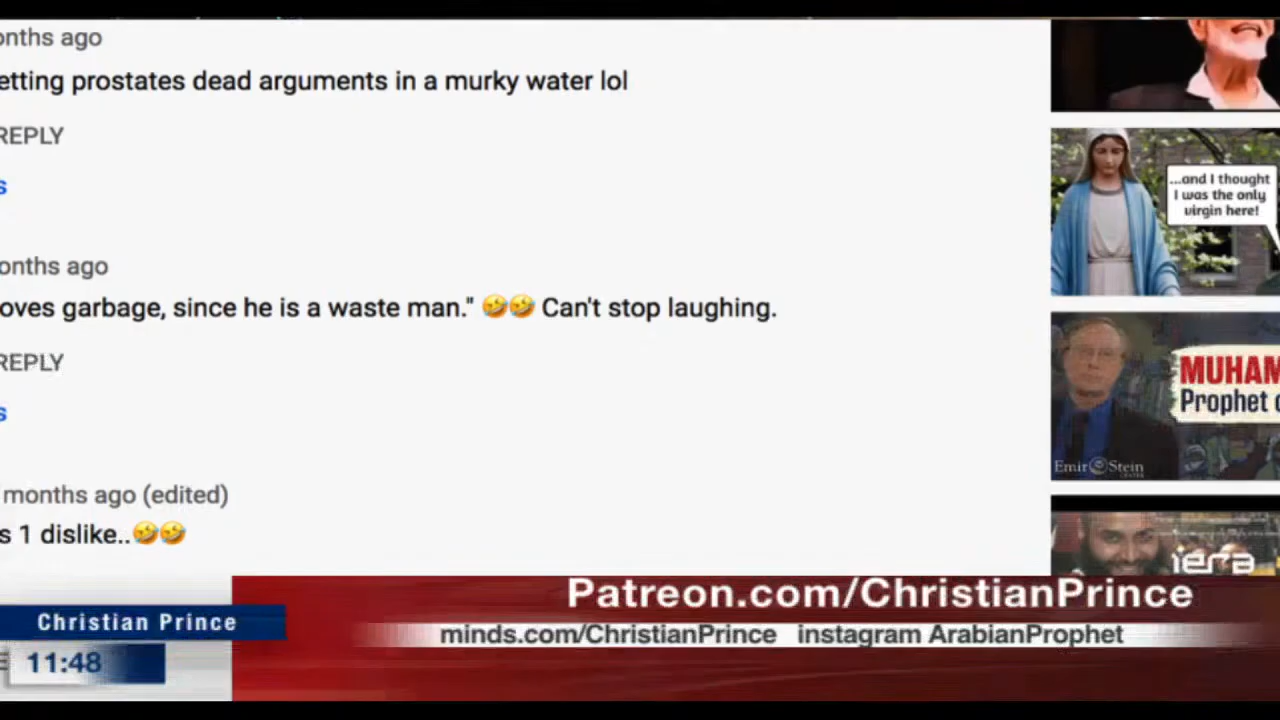 onths ago
etting prostates dead arguments in a murky water lol
REPLY
s
onths ago
oves garbage, since he is a waste man." 🤣🤣 Can't stop laughing.
REPLY
s
months ago (edited)
s 1 dislike..🤣🤣
...and I thought
I was the only
virgin here!
MUHAM
Prophet
Emir Stein
CENTER
iera
Patreon.com/ChristianPrince
Christian Prince
minds.com/ChristianPrince instagram ArabianProphet
11:48